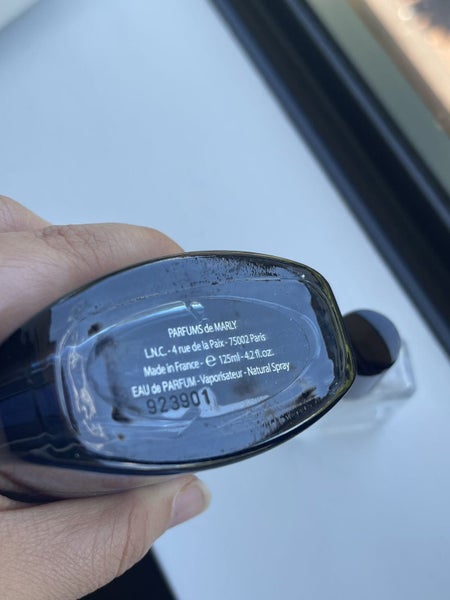 PARFUMS de MARLY
L.N.C. - 4 rue de la Paix - 75002 Paris
Made in France - ℮ 125ml - 4.2 fl.oz.
EAU de PARFUM - Vaporisateur - Natural Spray
923901